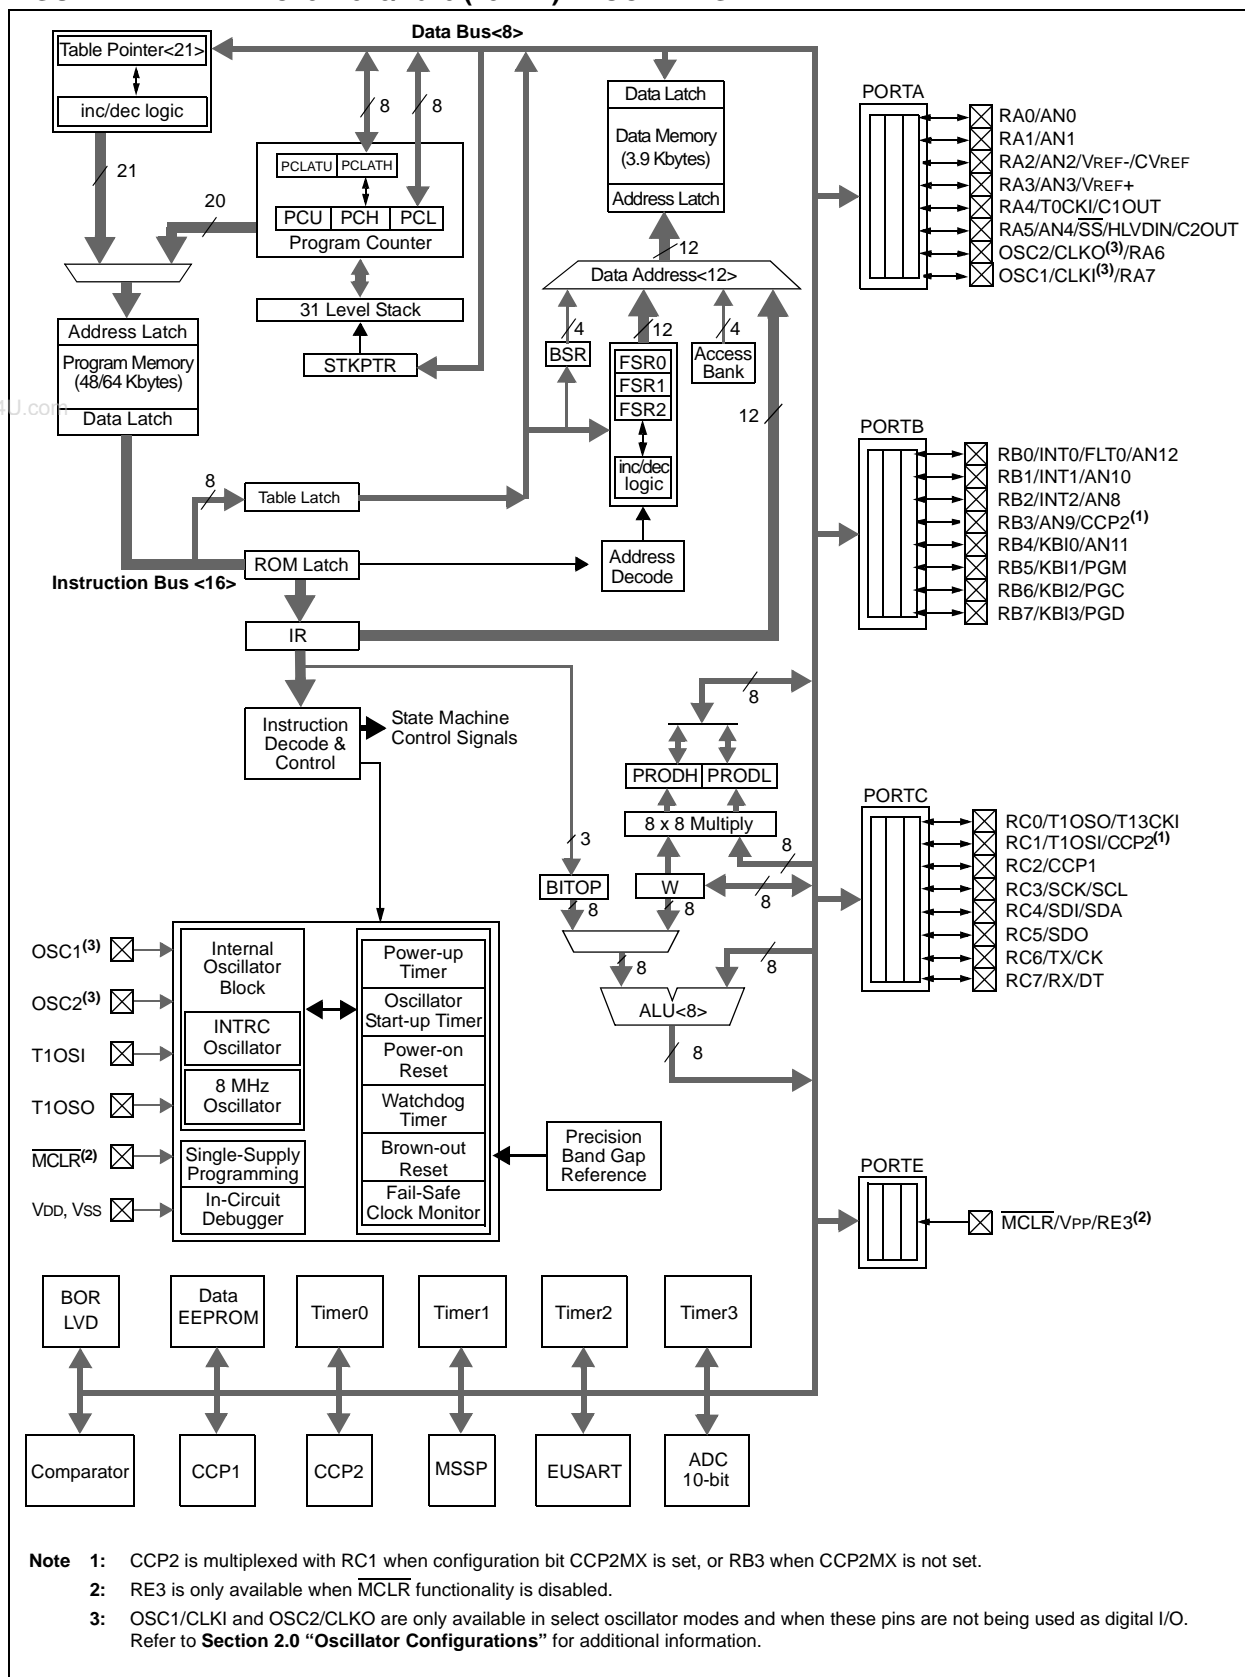 Data Bus<8>
Table Pointer<21>
inc/dec logic
21
20
8
8
PCLATU PCLATH
PCU PCH PCL
Program Counter
31 Level Stack
STKPTR
Address Latch
Program Memory
(48/64 Kbytes)
Data Latch
4U.com
8
Table Latch
ROM Latch
Instruction Bus <16>
IR
Instruction
Decode &
Control
State Machine
Control Signals
Data Latch
Data Memory
(3.9 Kbytes)
Address Latch
12
Data Address<12>
4
12
4
BSR
FSR0
FSR1
FSR2
inc/dec
logic
Access
Bank
12
Address
Decode
8
PRODH PRODL
8 x 8 Multiply
8
3
BITOP
W
8
8
8
8
8
ALU<8>
8
PORTA
RA0/AN0
RA1/AN1
RA2/AN2/VREF-/CVREF
RA3/AN3/VREF+
RA4/T0CKI/C1OUT
RA5/AN4/SS/HLVDIN/C2OUT
OSC2/CLKO(3)/RA6
OSC1/CLKI(3)/RA7
PORTB
RB0/INT0/FLT0/AN12
RB1/INT1/AN10
RB2/INT2/AN8
RB3/AN9/CCP2(1)
RB4/KBI0/AN11
RB5/KBI1/PGM
RB6/KBI2/PGC
RB7/KBI3/PGD
PORTC
RC0/T1OSO/T13CKI
RC1/T1OSI/CCP2(1)
RC2/CCP1
RC3/SCK/SCL
RC4/SDI/SDA
RC5/SDO
RC6/TX/CK
RC7/RX/DT
PORTE
MCLR/VPP/RE3(2)
OSC1(3)
OSC2(3)
T1OSI
T1OSO
MCLR(2)
VDD, VSS
Internal
Oscillator
Block
INTRC
Oscillator
8 MHz
Oscillator
Single-Supply
Programming
In-Circuit
Debugger
Power-up
Timer
Oscillator
Start-up Timer
Power-on
Reset
Watchdog
Timer
Brown-out
Reset
Fail-Safe
Clock Monitor
Precision
Band Gap
Reference
BOR
LVD
Data
EEPROM
Timer0
Timer1
Timer2
Timer3
Comparator
CCP1
CCP2
MSSP
EUSART
ADC
10-bit
Note 1: CCP2 is multiplexed with RC1 when configuration bit CCP2MX is set, or RB3 when CCP2MX is not set.
2: RE3 is only available when MCLR functionality is disabled.
3: OSC1/CLKI and OSC2/CLKO are only available in select oscillator modes and when these pins are not being used as digital I/O.
Refer to Section 2.0 “Oscillator Configurations” for additional information.